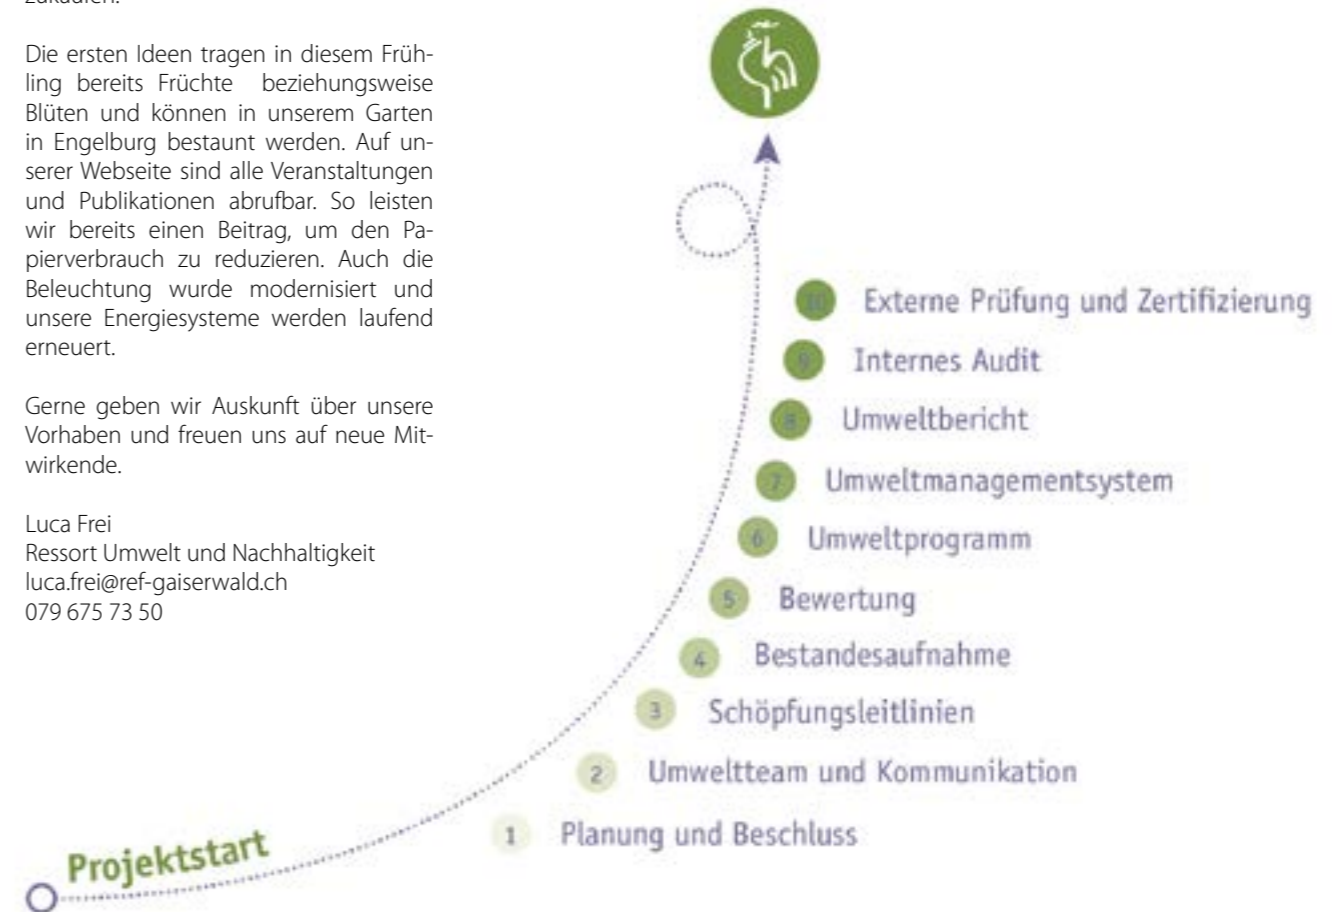 zukaufen.
Die ersten Ideen tragen in diesem Früh-
ling bereits Früchte beziehungsweise
Blüten und können in unserem Garten
in Engelburg bestaunt werden. Auf un-
serer Webseite sind alle Veranstaltungen
und Publikationen abrufbar. So leisten
wir bereits einen Beitrag, um den Pa-
pierverbrauch zu reduzieren. Auch die
Beleuchtung wurde modernisiert und
unsere Energiesysteme werden laufend
erneuert.
Gerne geben wir Auskunft über unsere
Vorhaben und freuen uns auf neue Mit-
wirkende.
Luca Frei
Ressort Umwelt und Nachhaltigkeit
luca.frei@ref-gaiserwald.ch
079 675 73 50
10 Externe Prüfung und Zertifizierung
9 Internes Audit
8 Umweltbericht
7 Umweltmanagementsystem
6 Umweltprogramm
5 Bewertung
4 Bestandesaufnahme
3 Schöpfungsleitlinien
2 Umweltteam und Kommunikation
1 Planung und Beschluss
Projektstart